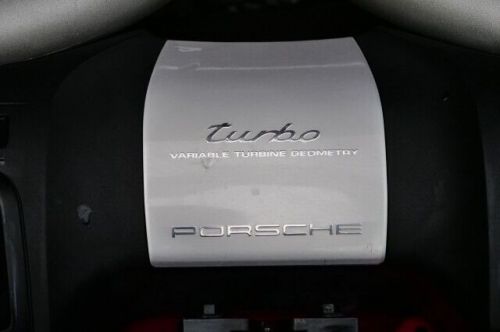 turbo
VARIABLE TURBINE GEOMETRY
PORSCHE